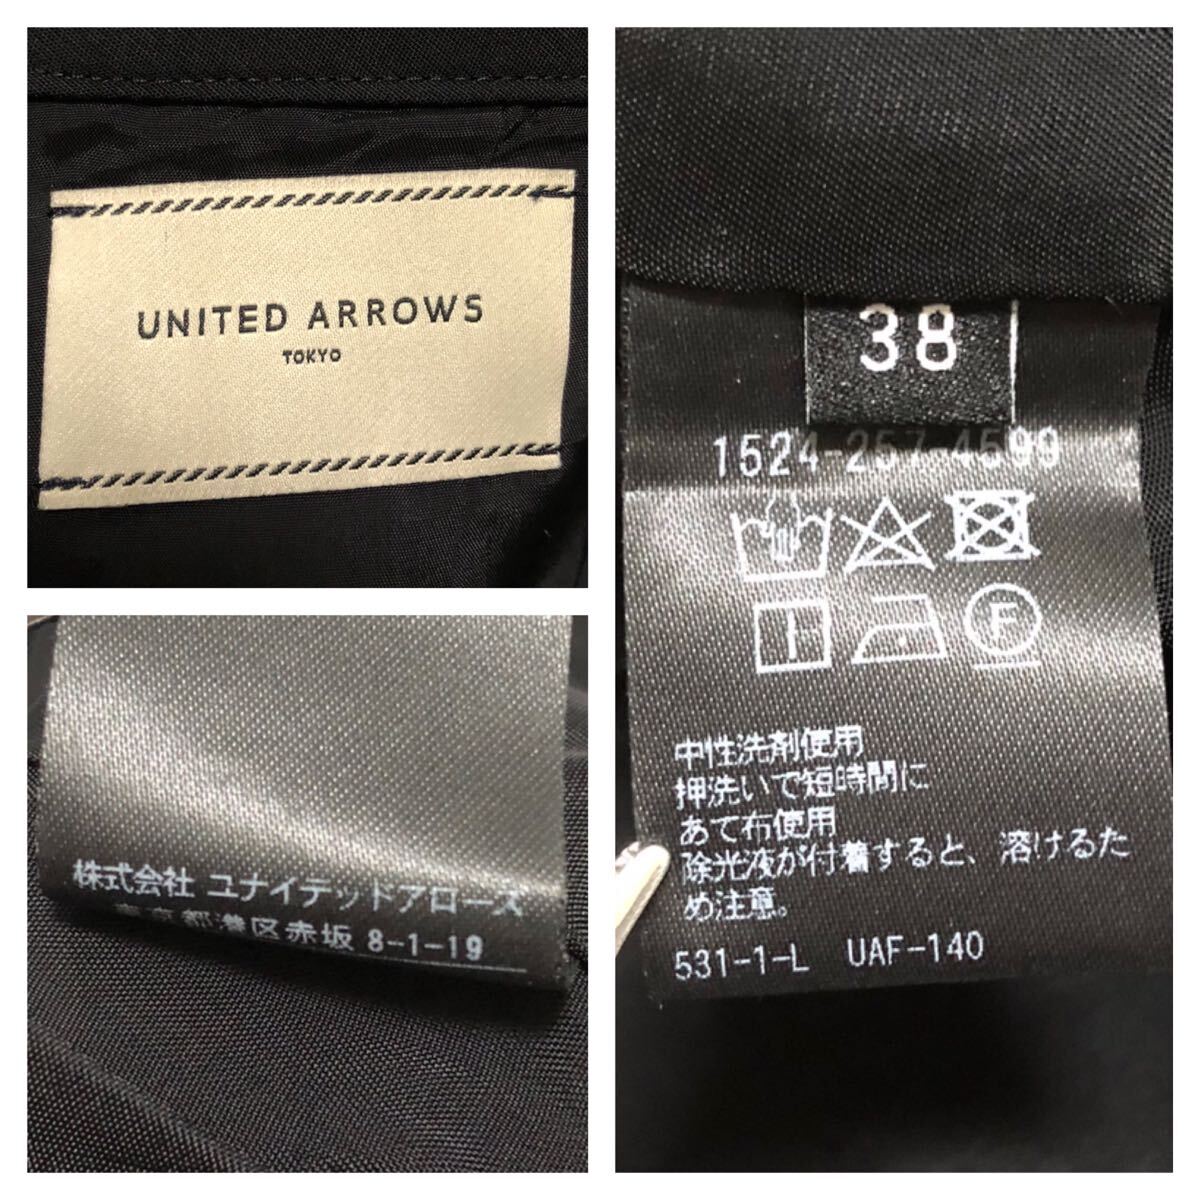 UNITED ARROWS
TOKYO
38
1524-257-4599
F
中性洗剤使用
押洗いで短時間に
あて布使用
除光液が付着すると、溶けるた
め注意。
531-1-L UAF-140
株式会社 ユナイテッドアローズ
東京都港区赤坂 8-1-19